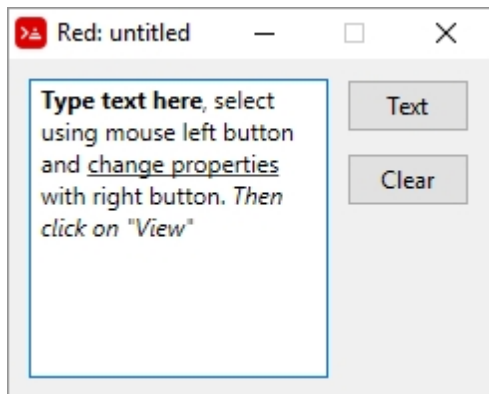 Red: untitled
Type text here, select
using mouse left button
and change properties
with right button. Then
click on "View"
Text
Clear